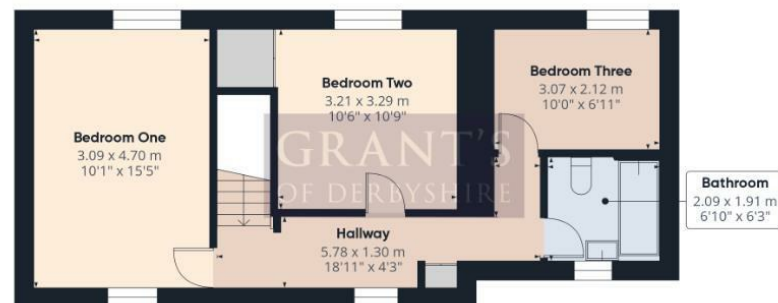 Bedroom One
3.09 x 4.70 m
10'1" x 15'5"
Bedroom Two
3.21 x 3.29 m
10'6" x 10'9"
Bedroom Three
3.07 x 2.12 m
10'0" x 6'11"
GRANT'S
OF DERBYSHIRE
Bathroom
2.09 x 1.91 m
6'10" x 6'3"
Hallway
5.78 x 1.30 m
18'11" x 4'3"